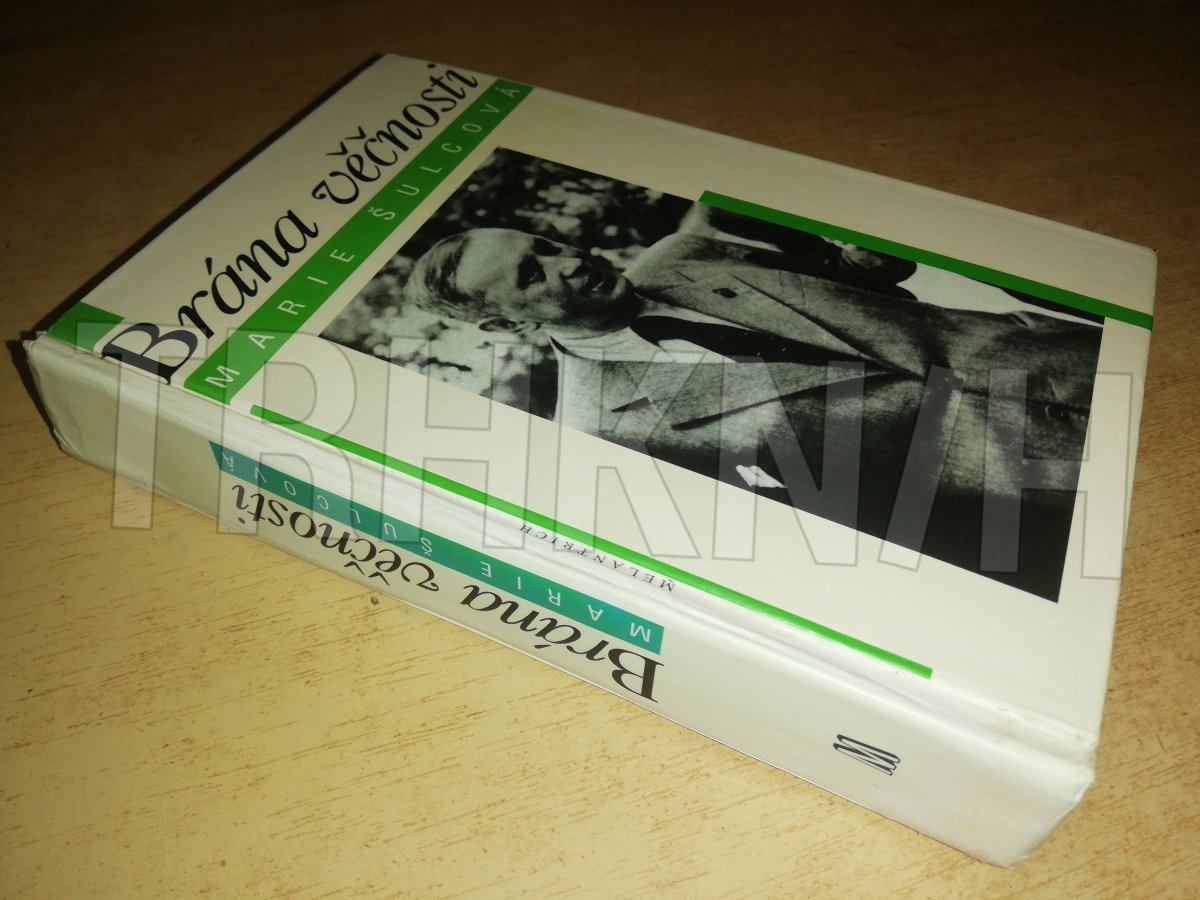 Brána věčnosti
MARIE ŠULCOVÁ
MELANTRICH
MARIE ŠULCOVÁ
Brána věčnosti
M
TRHKNIH